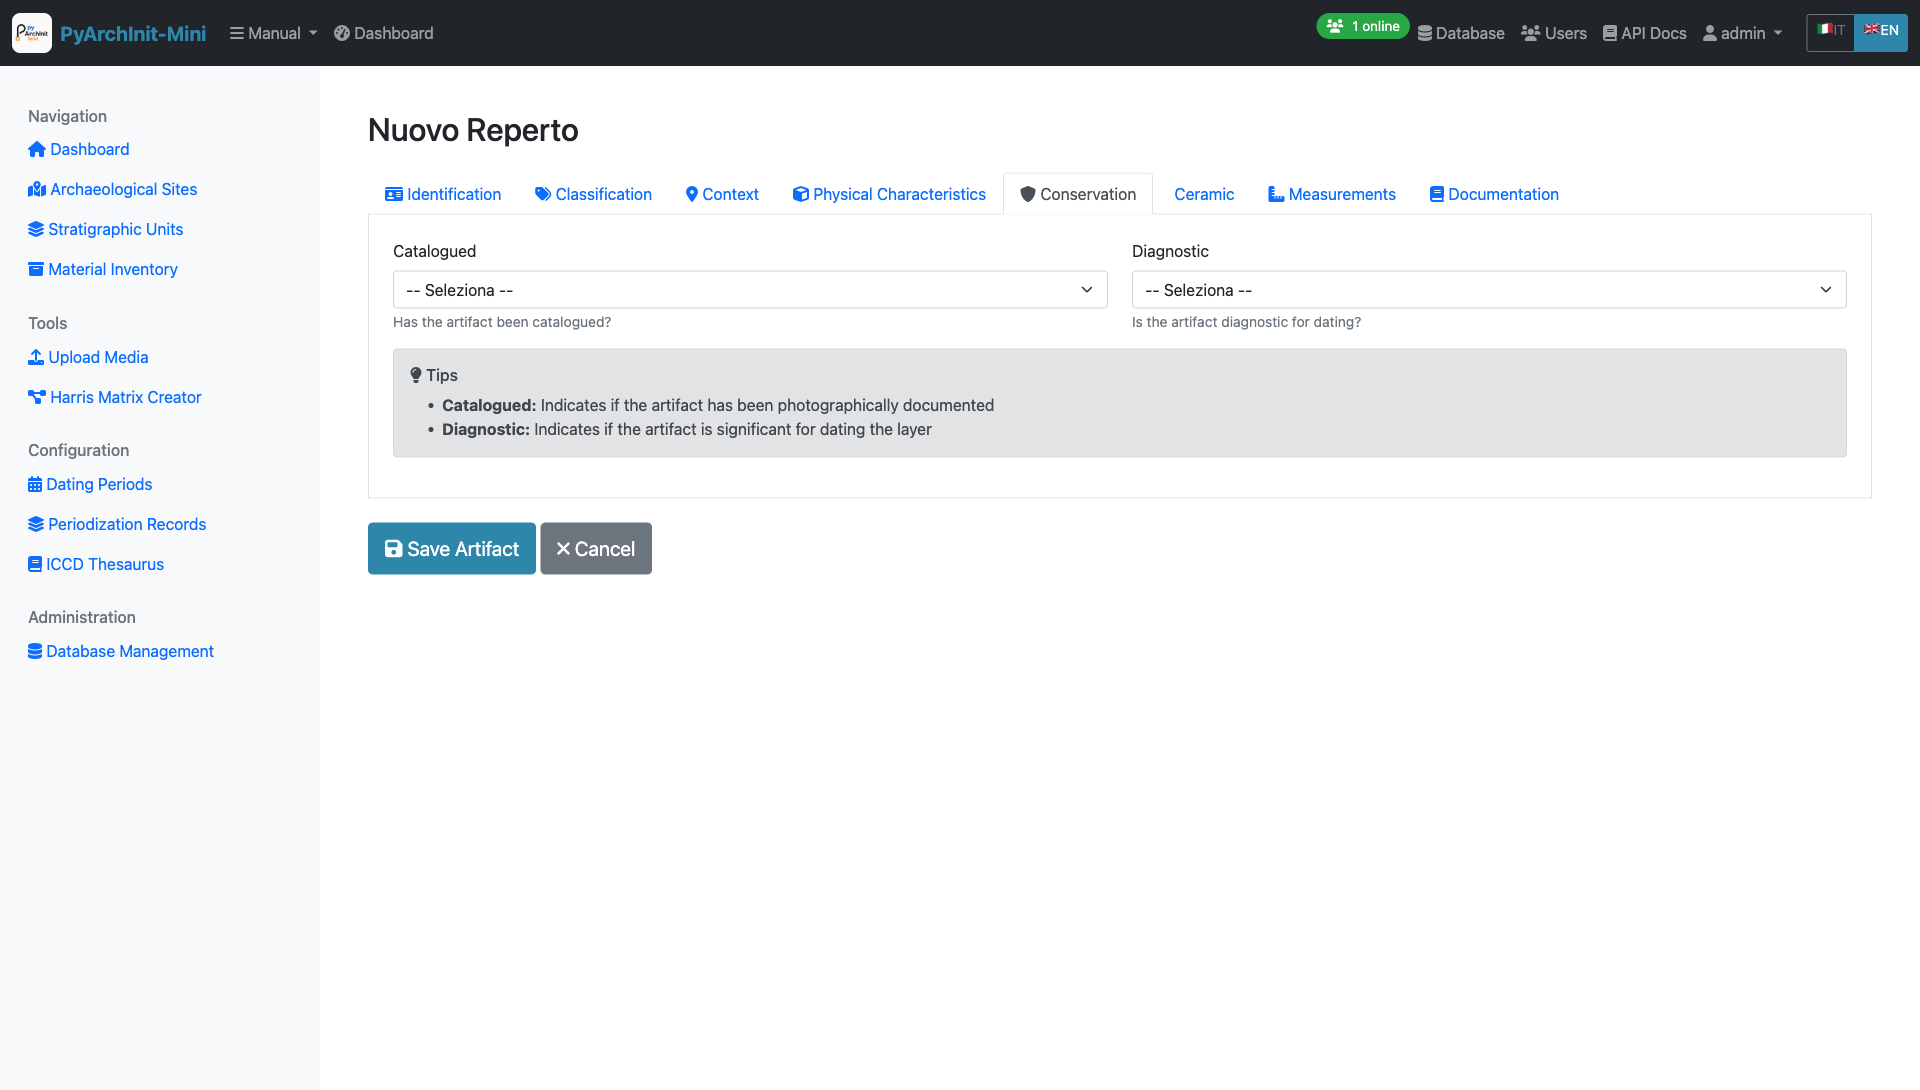 PyArchInit-Mini
Manual
Dashboard
1 online
Database
Users
API Docs
admin
IT
EN
Navigation
Dashboard
Archaeological Sites
Stratigraphic Units
Material Inventory
Tools
Upload Media
Harris Matrix Creator
Configuration
Dating Periods
Periodization Records
ICCD Thesaurus
Administration
Database Management
Nuovo Reperto
Identification
Classification
Context
Physical Characteristics
Conservation
Ceramic
Measurements
Documentation
Catalogued
-- Seleziona --
Has the artifact been catalogued?
Diagnostic
-- Seleziona --
Is the artifact diagnostic for dating?
Tips
• Catalogued: Indicates if the artifact has been photographically documented
• Diagnostic: Indicates if the artifact is significant for dating the layer
Save Artifact
Cancel